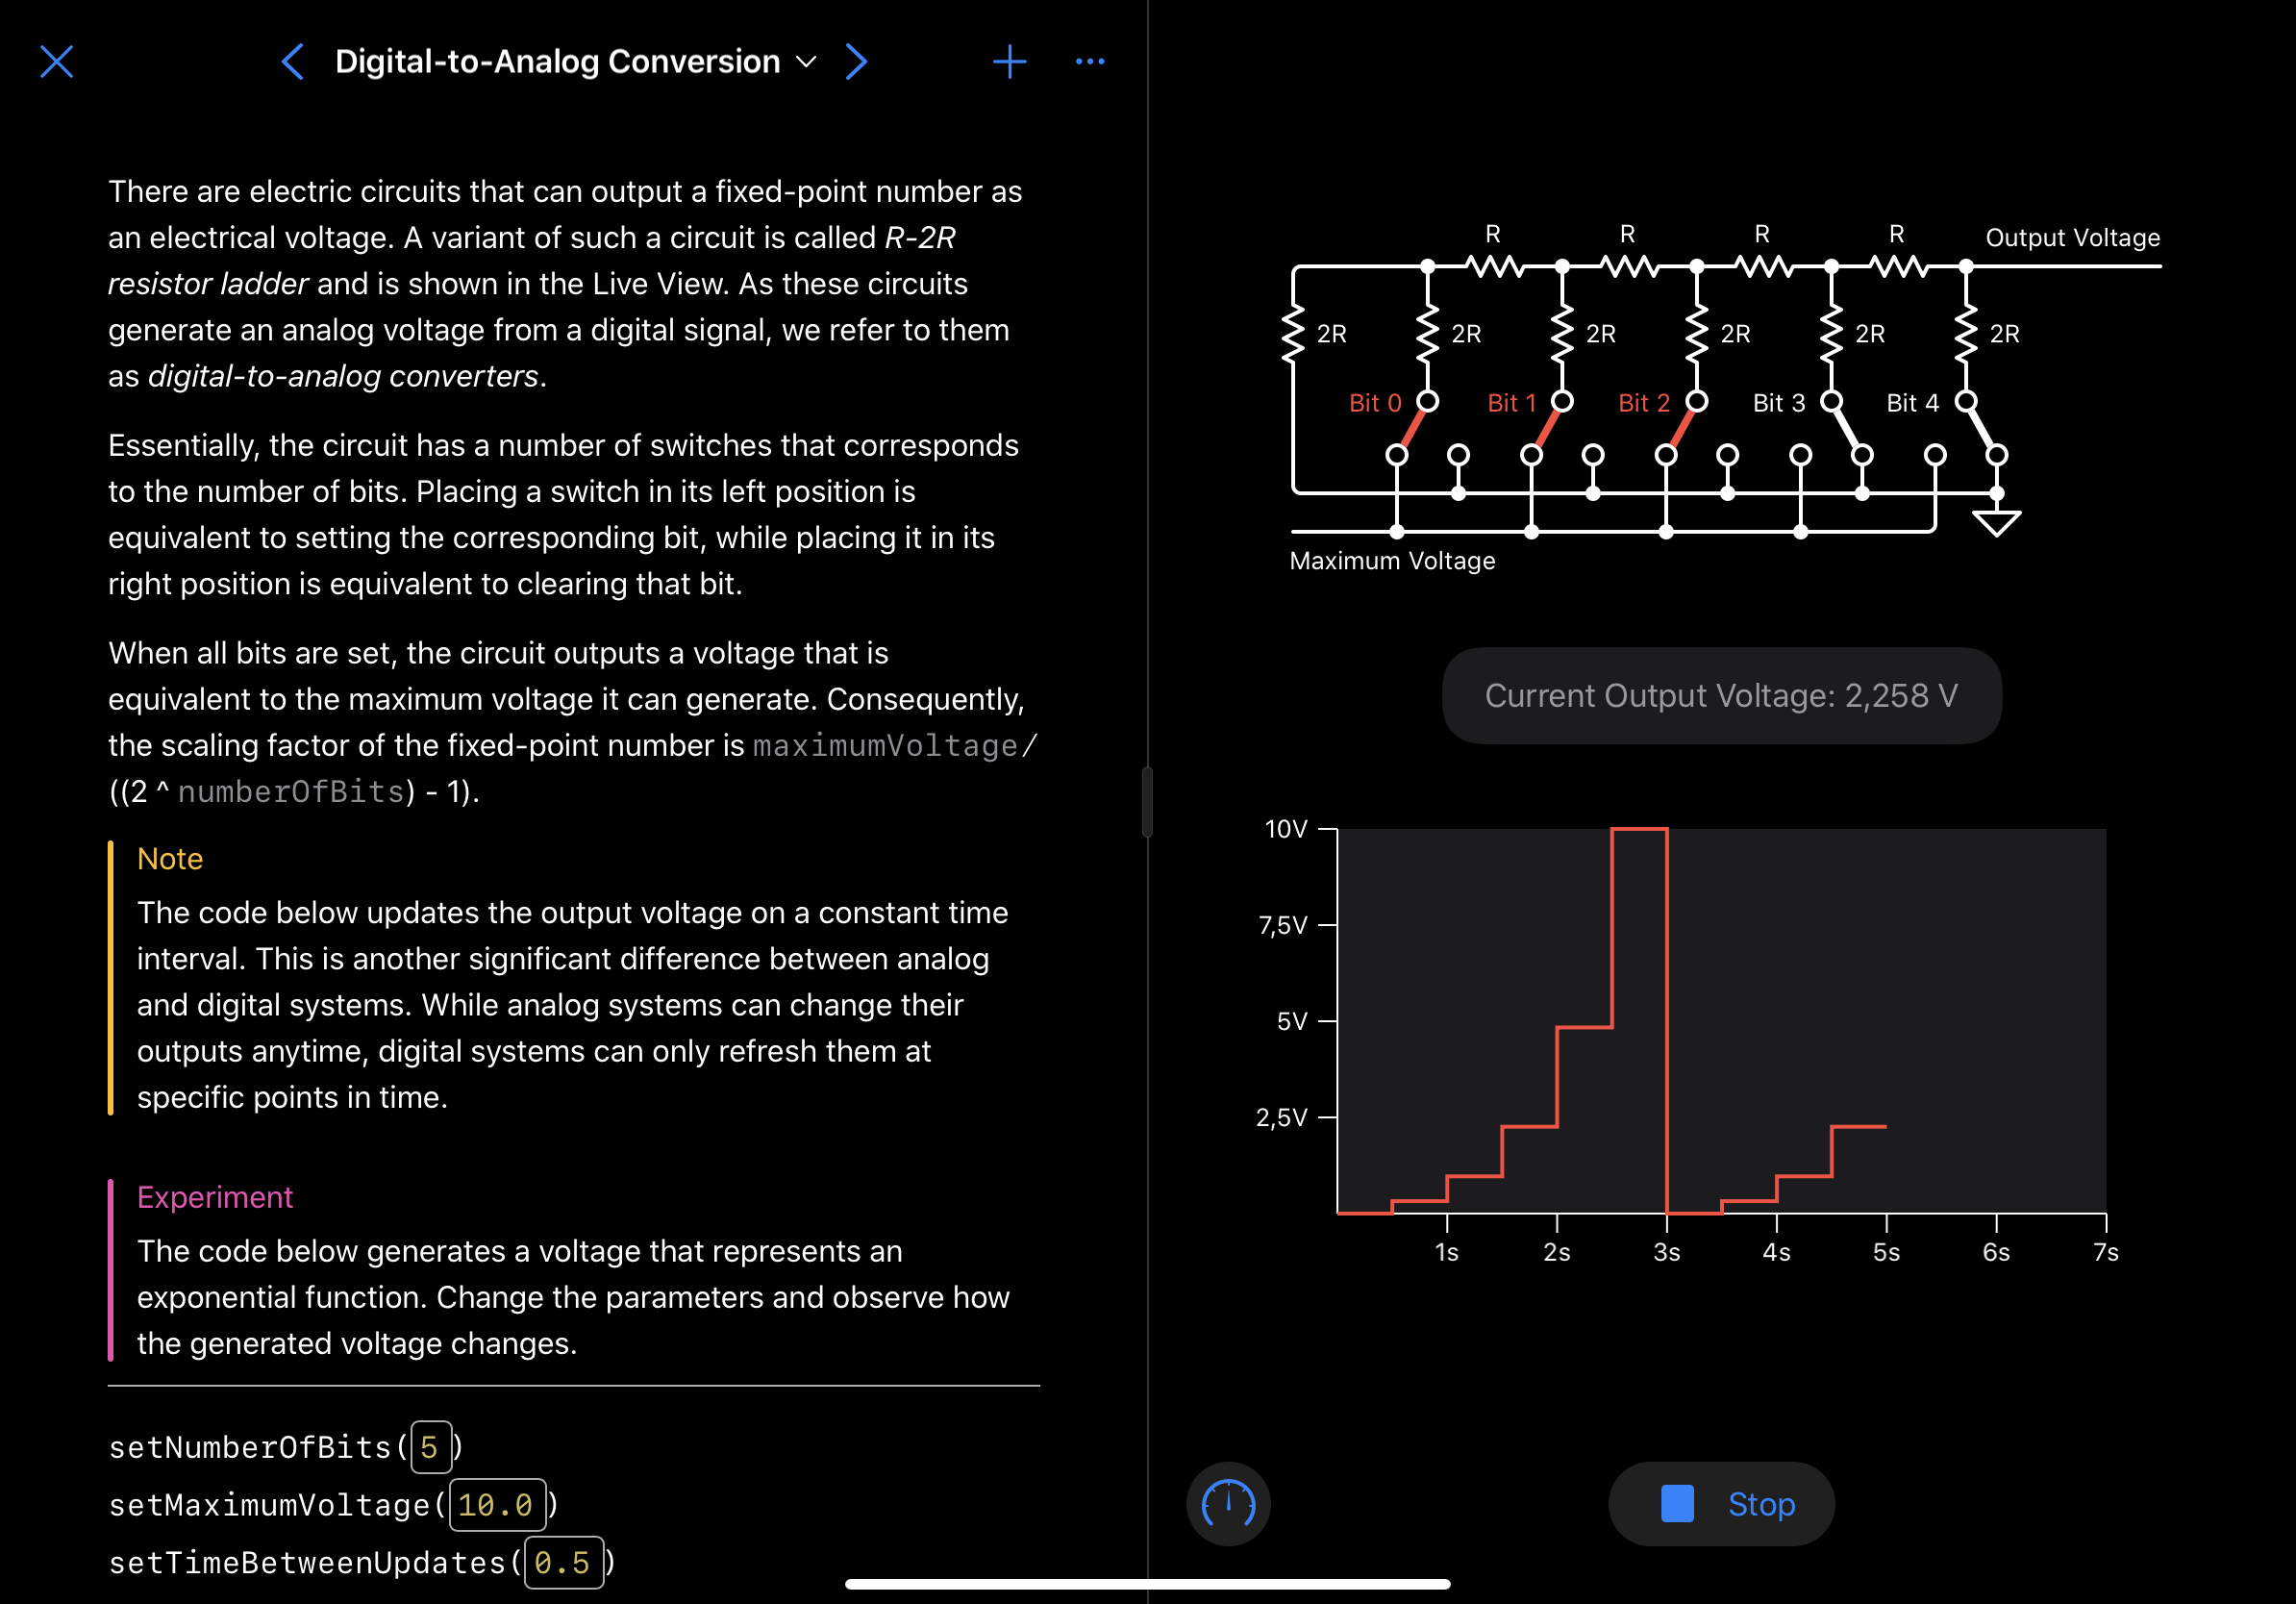 Digital-to-Analog Conversion
There are electric circuits that can output a fixed-point number as
an electrical voltage. A variant of such a circuit is called R-2R
resistor ladder and is shown in the Live View. As these circuits
generate an analog voltage from a digital signal, we refer to them
as digital-to-analog converters.
Essentially, the circuit has a number of switches that corresponds
to the number of bits. Placing a switch in its left position is
equivalent to setting the corresponding bit, while placing it in its
right position is equivalent to clearing that bit.
When all bits are set, the circuit outputs a voltage that is
equivalent to the maximum voltage it can generate. Consequently,
the scaling factor of the fixed-point number is maximumVoltage/
((2 ^ numberOfBits) - 1).
Note
The code below updates the output voltage on a constant time
interval. This is another significant difference between analog
and digital systems. While analog systems can change their
outputs anytime, digital systems can only refresh them at
specific points in time.
Experiment
The code below generates a voltage that represents an
exponential function. Change the parameters and observe how
the generated voltage changes.
setNumberOfBits(5)
setMaximumVoltage(10.0)
setTimeBetweenUpdates(0.5)
R R R R Output Voltage
2R 2R 2R 2R 2R 2R
Bit 0 Bit 1 Bit 2 Bit 3 Bit 4
Maximum Voltage
Current Output Voltage: 2,258 V
10V
7,5V
5V
2,5V
1s 2s 3s 4s 5s 6s 7s
Stop